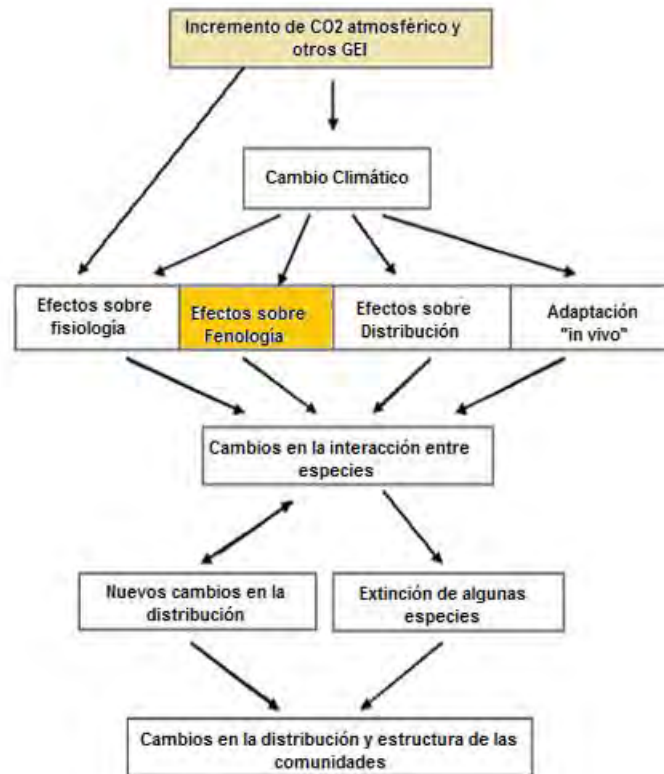 Incremento de CO2 atmosférico y
otros GEI
Cambio Climático
Efectos sobre
fisiología
Efectos sobre
Fenología
Efectos sobre
Distribución
Adaptación
"in vivo"
Cambios en la interacción entre
especies
Nuevos cambios en la
distribución
Extinción de algunas
especies
Cambios en la distribución y estructura de las
comunidades